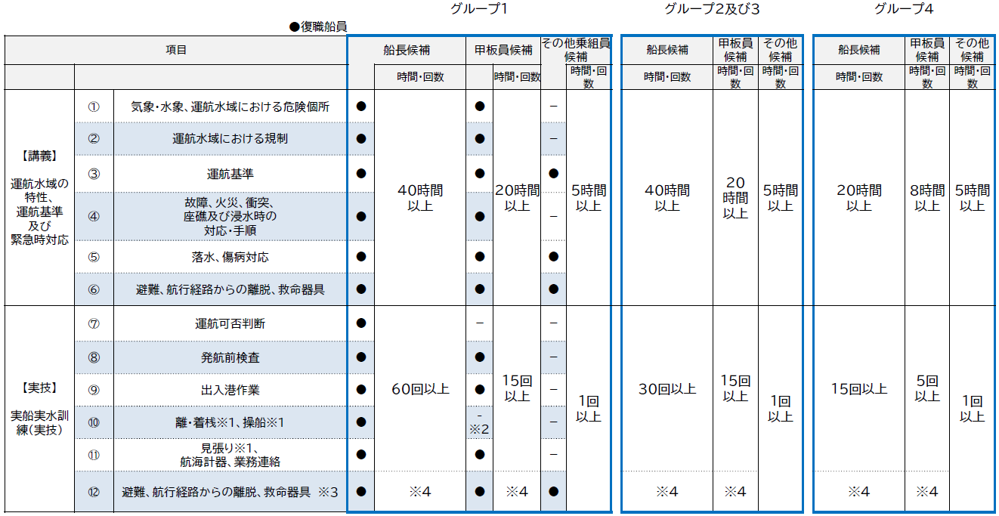 グループ1 グループ2及び3 グループ4
●復職船員
項目 船長候補 甲板員候補 その他乗組員候補 船長候補 甲板員候補 その他候補 船長候補 甲板員候補 その他候補
時間・回数 時間・回数 時間・回数 時間・回数 時間・回数 時間・回数 時間・回数 時間・回数 時間・回数
【講義】
運航水域の
特性、
運航基準
及び
緊急時対応
① 気象・水象、運航水域における危険個所 ● ● －
② 運航水域における規制 ● ● －
③ 運航基準 ● ● ●
④ 故障、火災、衝突、
座礁及び浸水時の
対応・手順 ● ● －
⑤ 落水、傷病対応 ● ● ●
⑥ 避難、航行経路からの離脱、救命器具 ● ● ●
40時間
以上
20時間
以上
5時間
以上
40時間
以上
20
時間
以上
5時間
以上
20時間
以上
8時間
以上
5時間
以上
【実技】
実船実水訓
練（実技）
⑦ 運航可否判断 ● － －
⑧ 発航前検査 ● ● －
⑨ 出入港作業 ● ● －
⑩ 離・着桟※1、操船※1 ● -
※2 －
⑪ 見張り※1、
航海計器、業務連絡 ● ● －
⑫ 避難、航行経路からの離脱、救命器具 ※3 ● ※4 ● ※4 ● ※4 ※4 ※4 ※4
60回以上
15回
以上
1回
以上
30回以上
15回
以上
1回
以上
15回以上
5回
以上
1回
以上